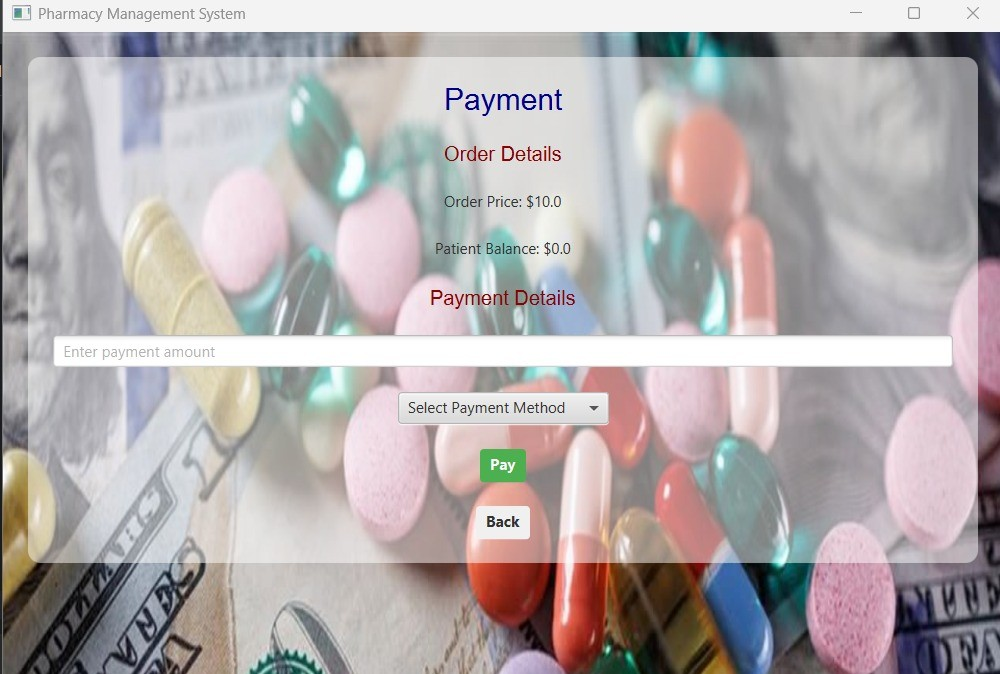 Pharmacy Management System
Payment
Order Details
Order Price: $10.0
Patient Balance: $0.0
Payment Details
Enter payment amount
Select Payment Method
Pay
Back